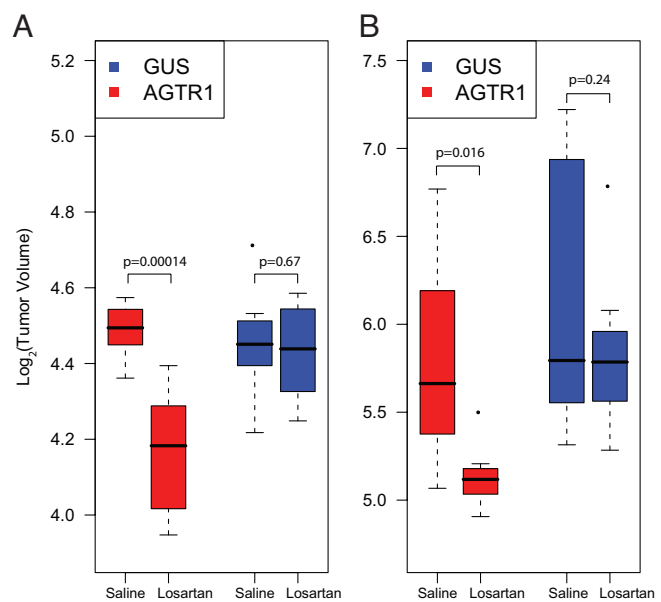 A
B
GUS
AGTR1
GUS
AGTR1
Log2(Tumor Volume)
5.2
5.0
4.8
4.6
4.4
4.2
4.0
p=0.00014
p=0.67
Saline Losartan Saline Losartan
7.5
7.0
6.5
6.0
5.5
5.0
p=0.016
p=0.24
Saline Losartan Saline Losartan